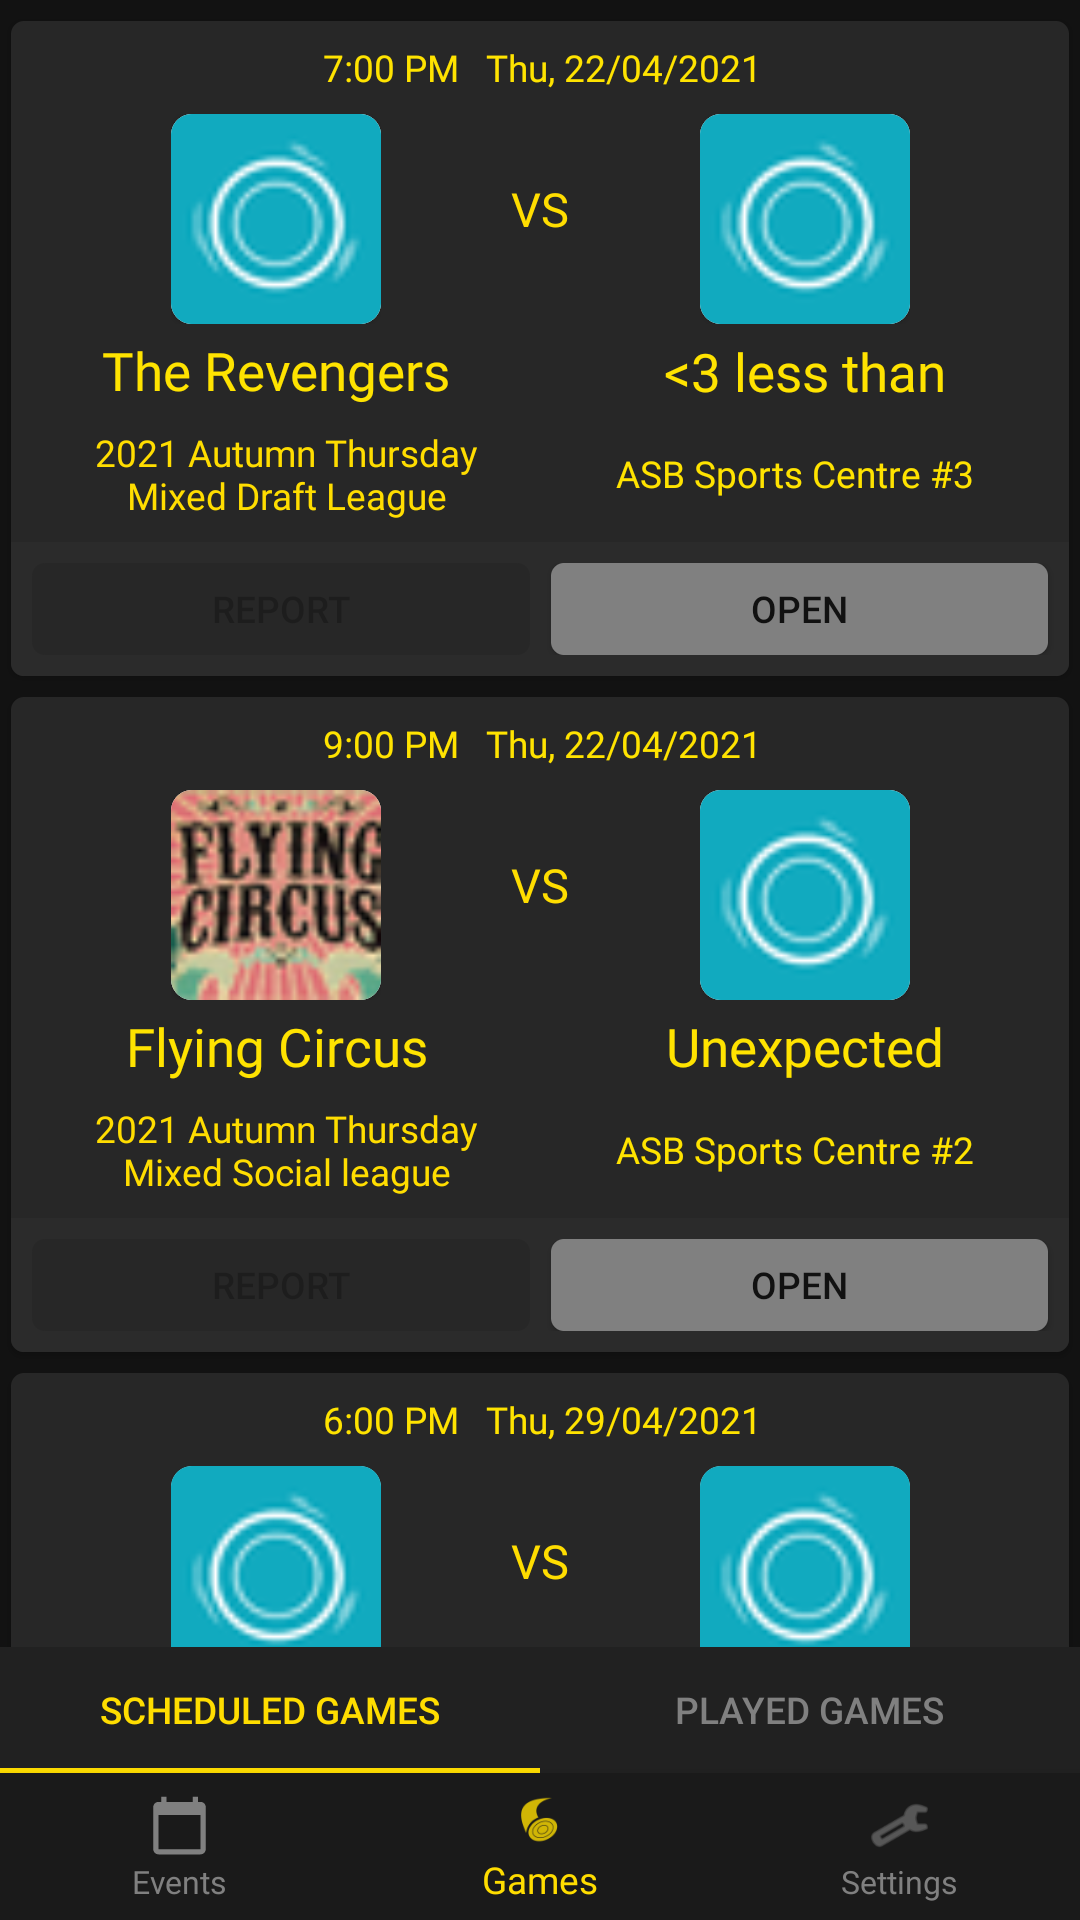 7:00 PM Thu, 22/04/2021
VS
The Revengers
<3 less than
2021 Autumn Thursday
Mixed Draft League
ASB Sports Centre #3
REPORT
OPEN
9:00 PM Thu, 22/04/2021
FLYING
CIRCUS
VS
Flying Circus
Unexpected
2021 Autumn Thursday
Mixed Social league
ASB Sports Centre #2
REPORT
OPEN
6:00 PM Thu, 29/04/2021
VS
SCHEDULED GAMES
PLAYED GAMES
Events
Games
Settings